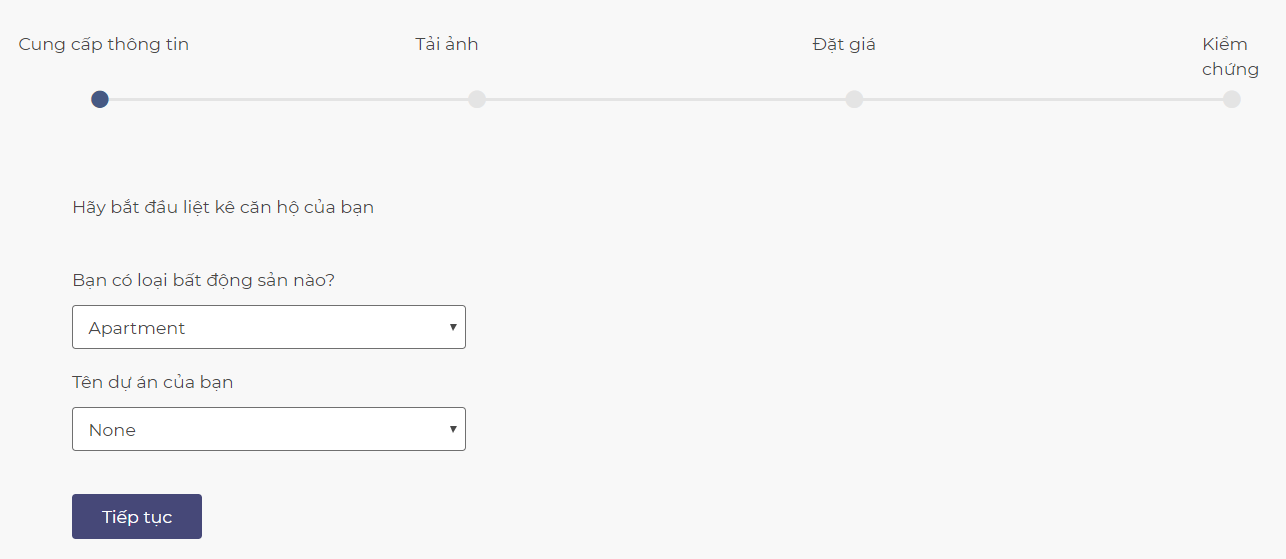 Cung cấp thông tin
Tải ảnh
Đặt giá
Kiểm
chứng
Hãy bắt đầu liệt kê căn hộ của bạn
Bạn có loại bất động sản nào?
Apartment
Tên dự án của bạn
None
Tiếp tục